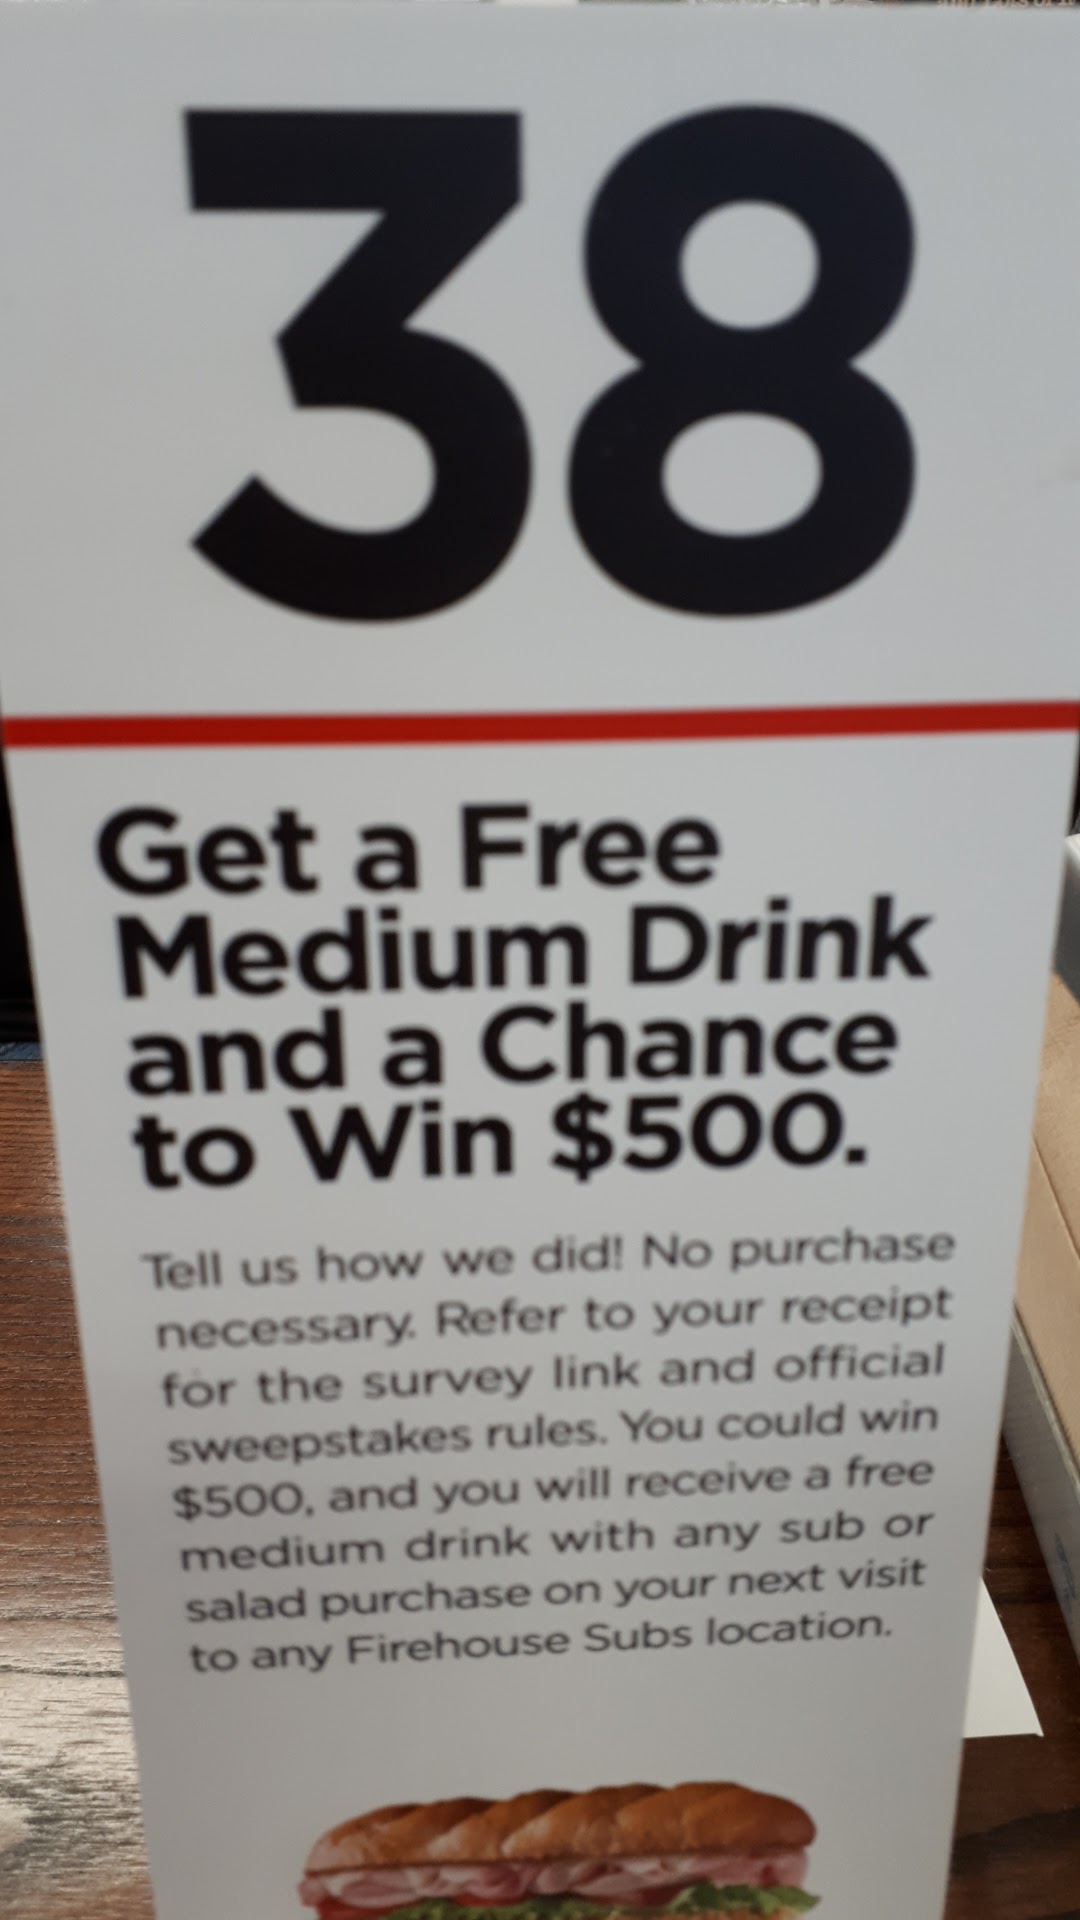 38
Get a Free
Medium Drink
and a Chance
to Win $500.
Tell us how we did! No purchase
necessary. Refer to your receipt
for the survey link and official
sweepstakes rules. You could win
$500, and you will receive a free
medium drink with any sub or
salad purchase on your next visit
to any Firehouse Subs location.